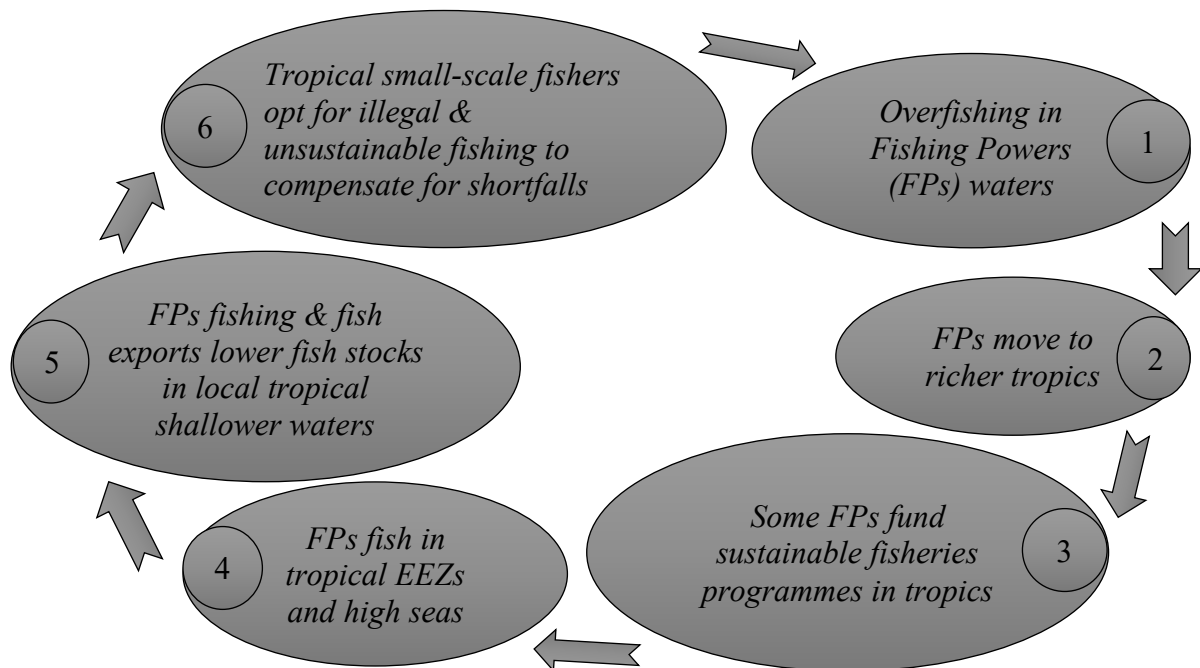 1
Overfishing in
Fishing Powers
(FPs) waters
2
FPs move to
richer tropics
3
Some FPs fund
sustainable fisheries
programmes in tropics
4
FPs fish in
tropical EEZs
and high seas
5
FPs fishing & fish
exports lower fish stocks
in local tropical
shallower waters
6
Tropical small-scale fishers
opt for illegal &
unsustainable fishing to
compensate for shortfalls